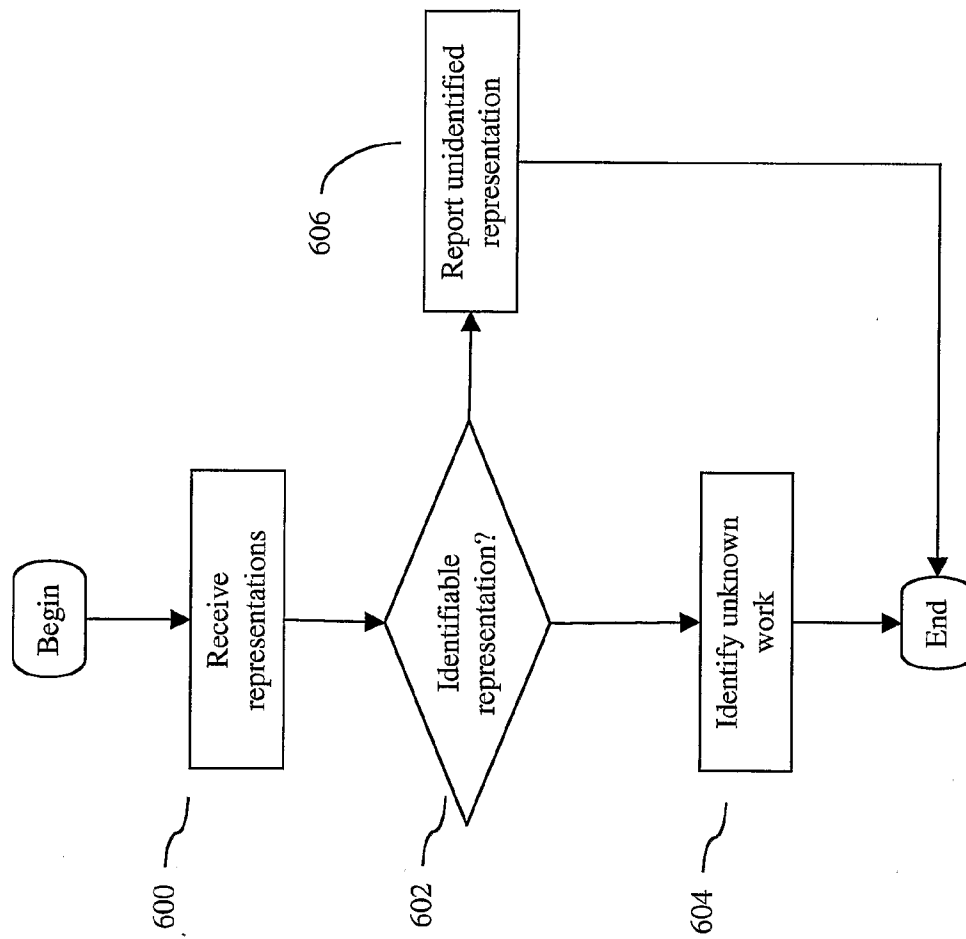 Begin
600
Receive
representations
602
Identifiable
representation?
606
Report unidentified
representation
604
Identify unknown
work
End